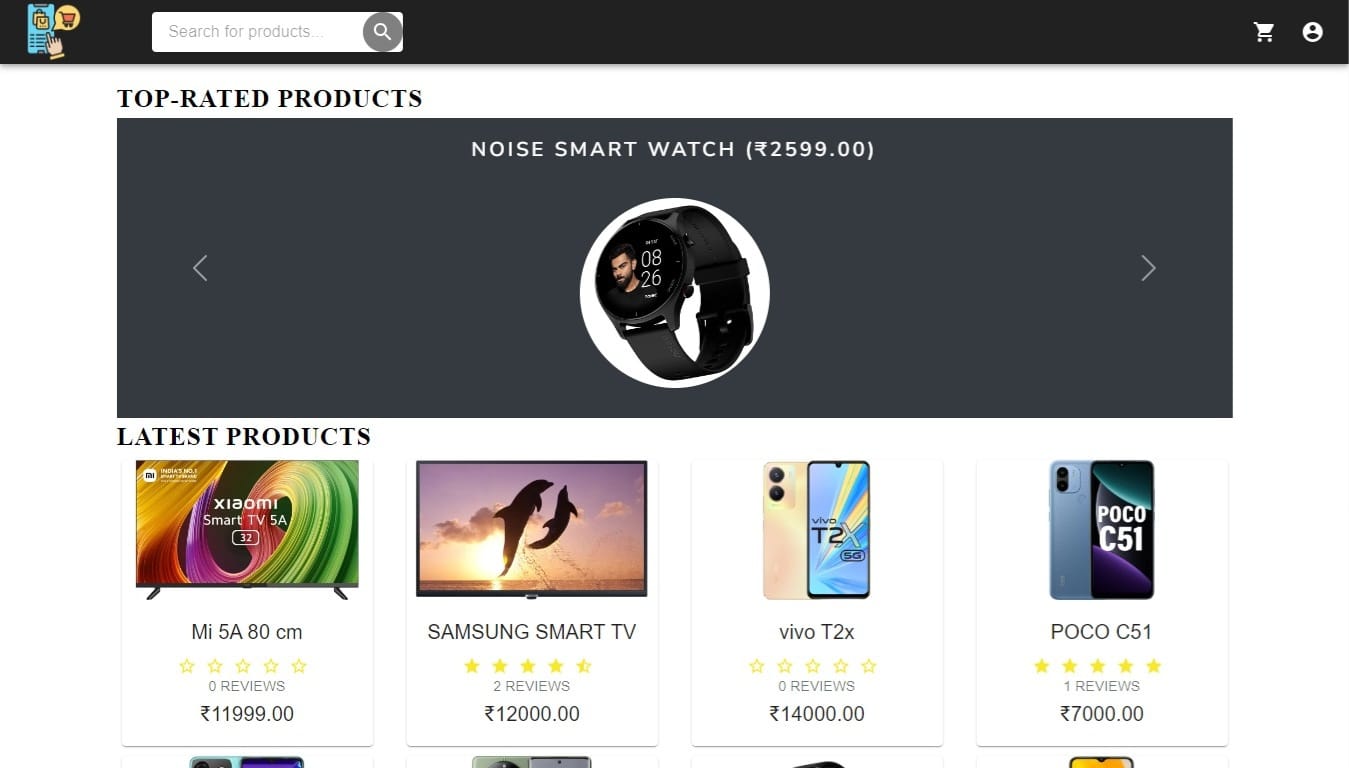 Search for products...
TOP-RATED PRODUCTS
NOISE SMART WATCH (₹2599.00)
08
26
LATEST PRODUCTS
mi INDIA'S NO.1
SMART TV BRAND
xiaomi
Smart TV 5A
32
vivo
T2X
5G
POCO
C51
Mi 5A 80 cm
SAMSUNG SMART TV
vivo T2x
POCO C51
0 REVIEWS
2 REVIEWS
0 REVIEWS
1 REVIEWS
₹11999.00
₹12000.00
₹14000.00
₹7000.00